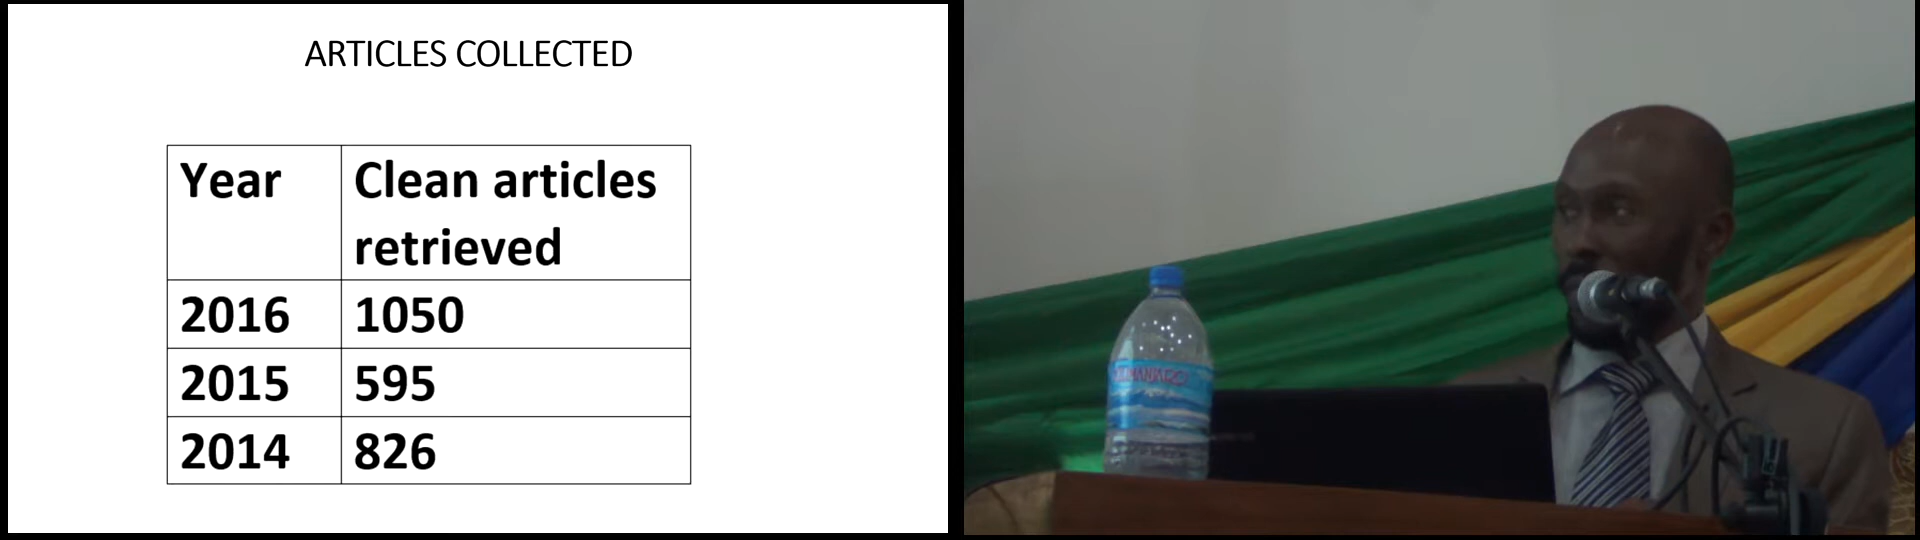 ARTICLES COLLECTED
Year
Clean articles
retrieved
2016 1050
2015 595
2014 826